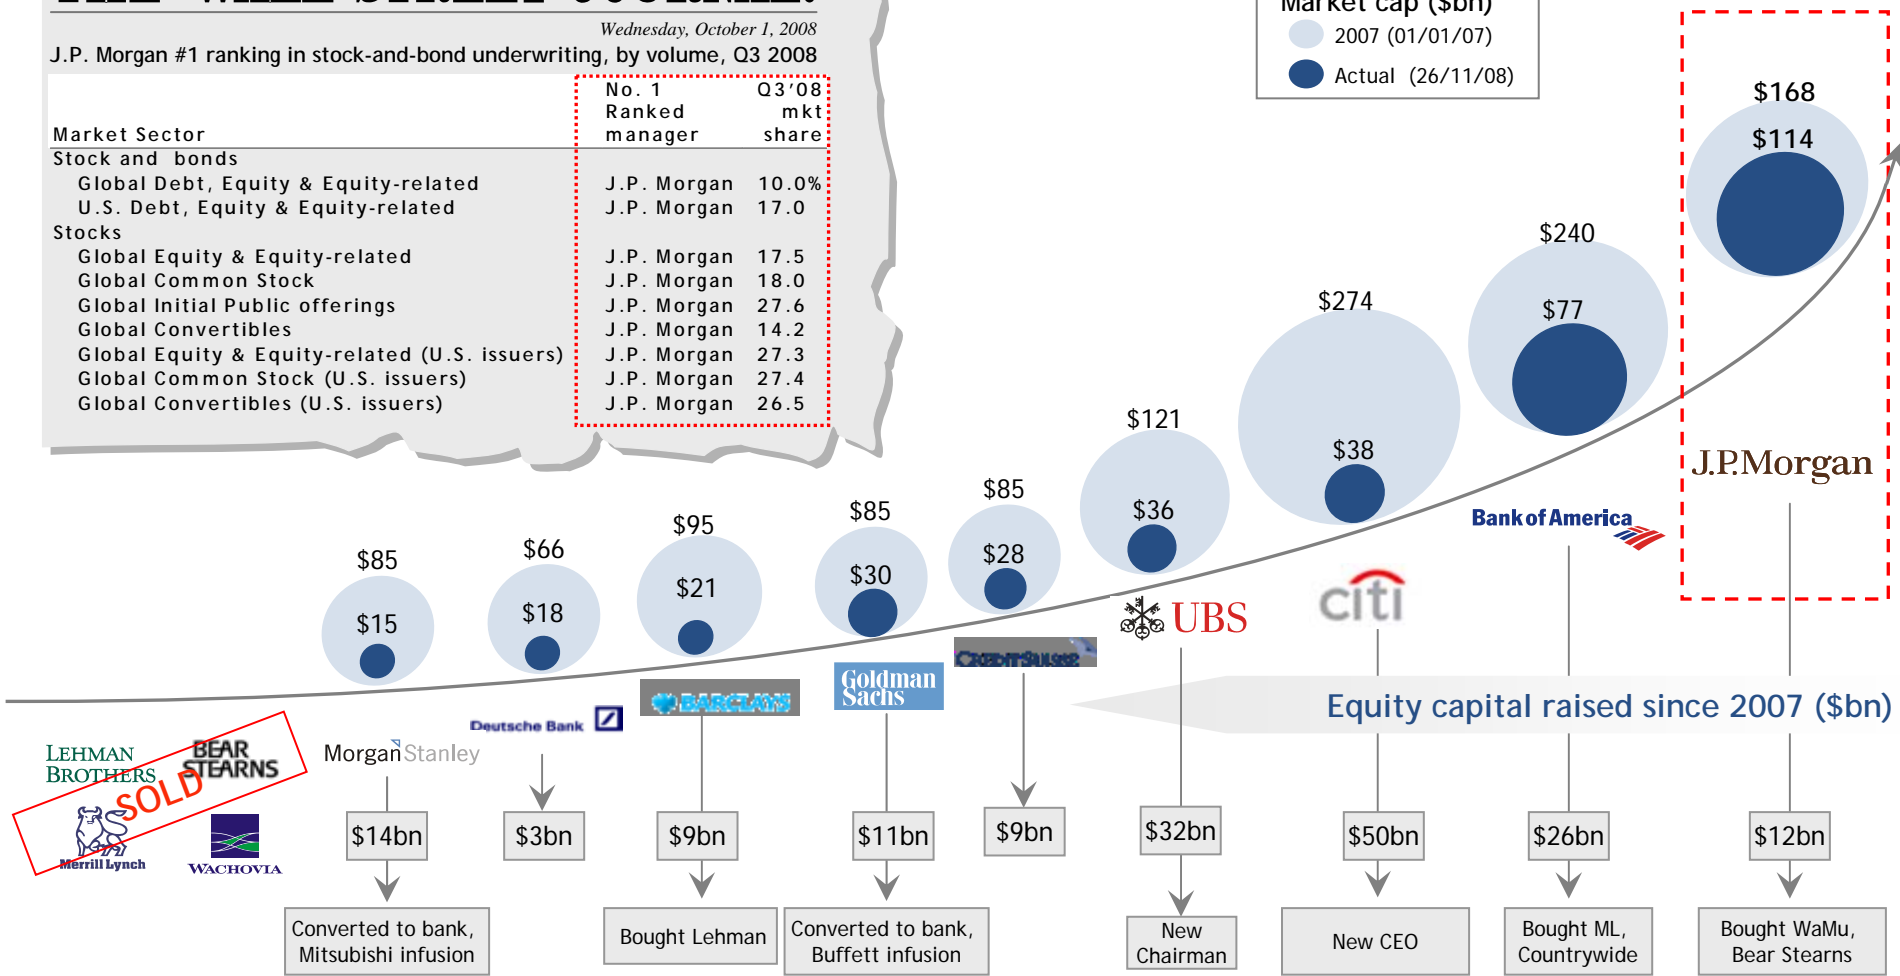 THE WALL STREET JOURNAL.
Wednesday, October 1, 2008
J.P. Morgan #1 ranking in stock-and-bond underwriting, by volume, Q3 2008
No. 1 Q3'08
Ranked mkt
Market Sector manager share
Stock and bonds
Global Debt, Equity & Equity-related J.P. Morgan 10.0%
U.S. Debt, Equity & Equity-related J.P. Morgan 17.0
Stocks
Global Equity & Equity-related J.P. Morgan 17.5
Global Common Stock J.P. Morgan 18.0
Global Initial Public offerings J.P. Morgan 27.6
Global Convertibles J.P. Morgan 14.2
Global Equity & Equity-related (U.S. issuers) J.P. Morgan 27.3
Global Common Stock (U.S. issuers) J.P. Morgan 27.4
Global Convertibles (U.S. issuers) J.P. Morgan 26.5
Market cap ($bn)
2007 (01/01/07)
Actual (26/11/08)
$85
$15
$66
$18
$95
$21
$85
$30
$85
$28
$121
$36
$274
$38
$240
$77
$168
$114
LEHMAN
BROTHERS
BEAR
STEARNS
SOLD
Merrill Lynch
WACHOVIA
Morgan Stanley
Deutsche Bank
BARCLAYS
Goldman
Sachs
CREDIT SUISSE
UBS
citi
Bank of America
J.P.Morgan
Equity capital raised since 2007 ($bn)
$14bn
$3bn
$9bn
$11bn
$9bn
$32bn
$50bn
$26bn
$12bn
Converted to bank,
Mitsubishi infusion
Bought Lehman
Converted to bank,
Buffett infusion
New
Chairman
New CEO
Bought ML,
Countrywide
Bought WaMu,
Bear Stearns